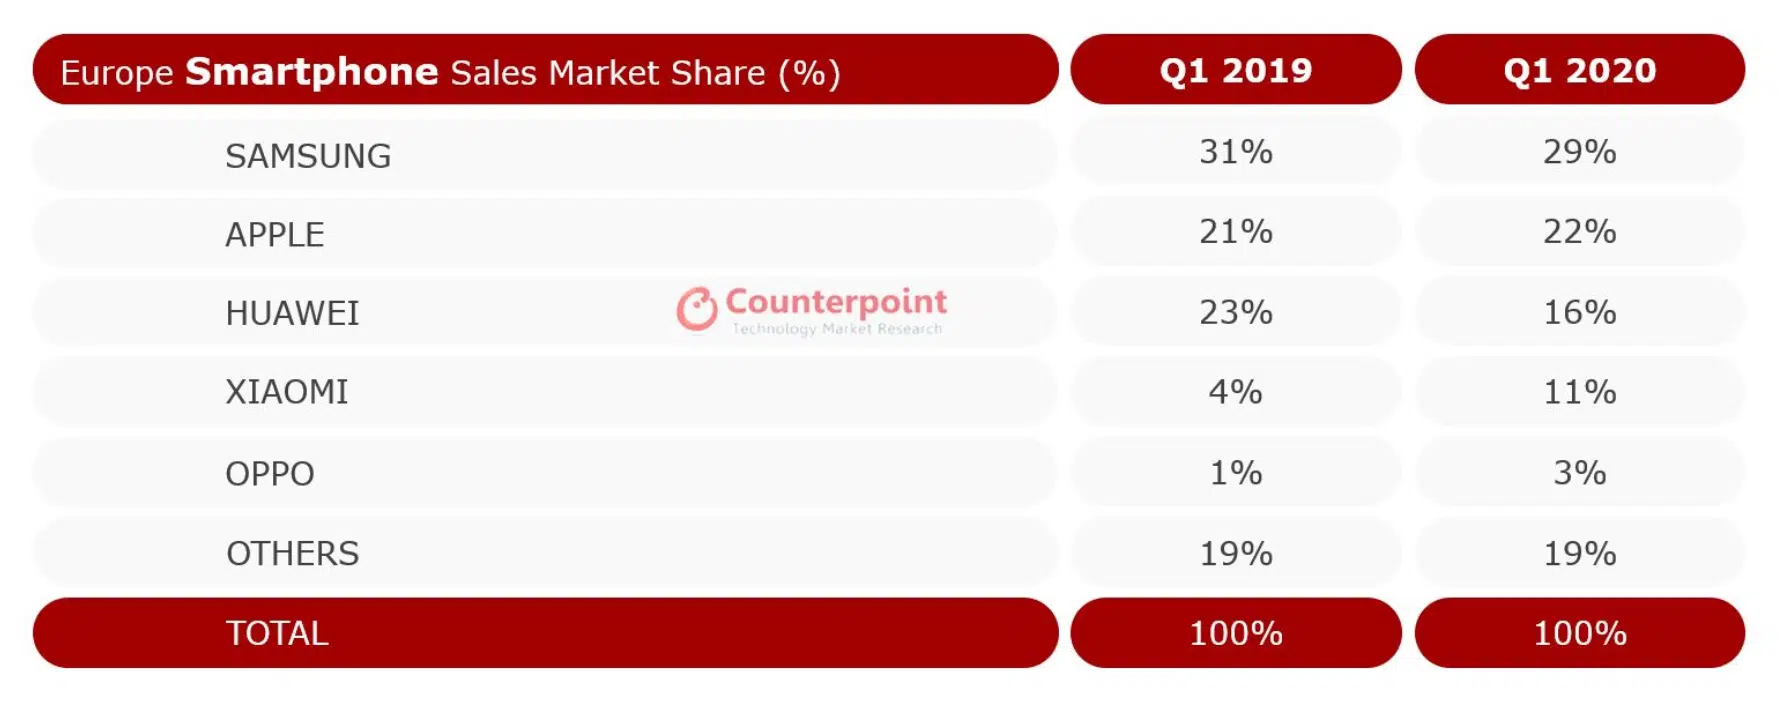 Europe Smartphone Sales Market Share (%) Q1 2019 Q1 2020
SAMSUNG 31% 29%
APPLE 21% 22%
HUAWEI 23% 16%
Counterpoint
Technology Market Research
XIAOMI 4% 11%
OPPO 1% 3%
OTHERS 19% 19%
TOTAL 100% 100%